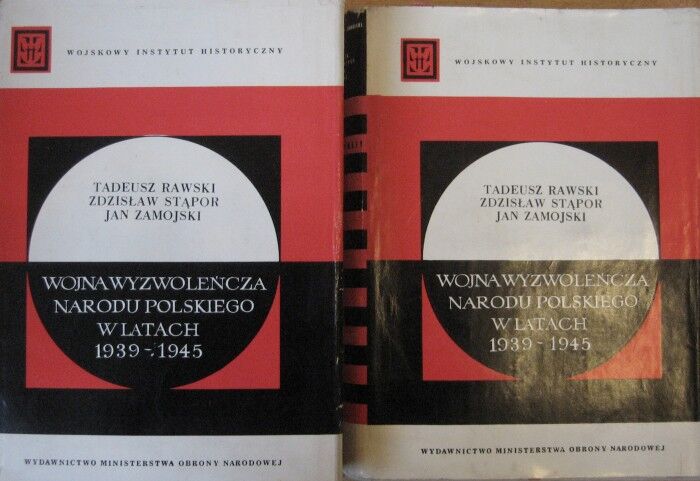 WOJSKOWY INSTYTUT HISTORYCZNY
TADEUSZ RAWSKI
ZDZISŁAW STĄPOR
JAN ZAMOJSKI
WOJNA WYZWOLEŃCZA
NARODU POLSKIEGO
W LATACH
1939-1945
WYDAWNICTWO MINISTERSTWA OBRONY NARODOWEJ
WOJSKOWY INSTYTUT HISTORYCZNY
TADEUSZ RAWSKI
ZDZISŁAW STĄPOR
JAN ZAMOJSKI
WOJNA WYZWOLEŃCZA
NARODU POLSKIEGO
W LATACH
1939-1945
WYDAWNICTWO MINISTERSTWA OBRONY NARODOWEJ